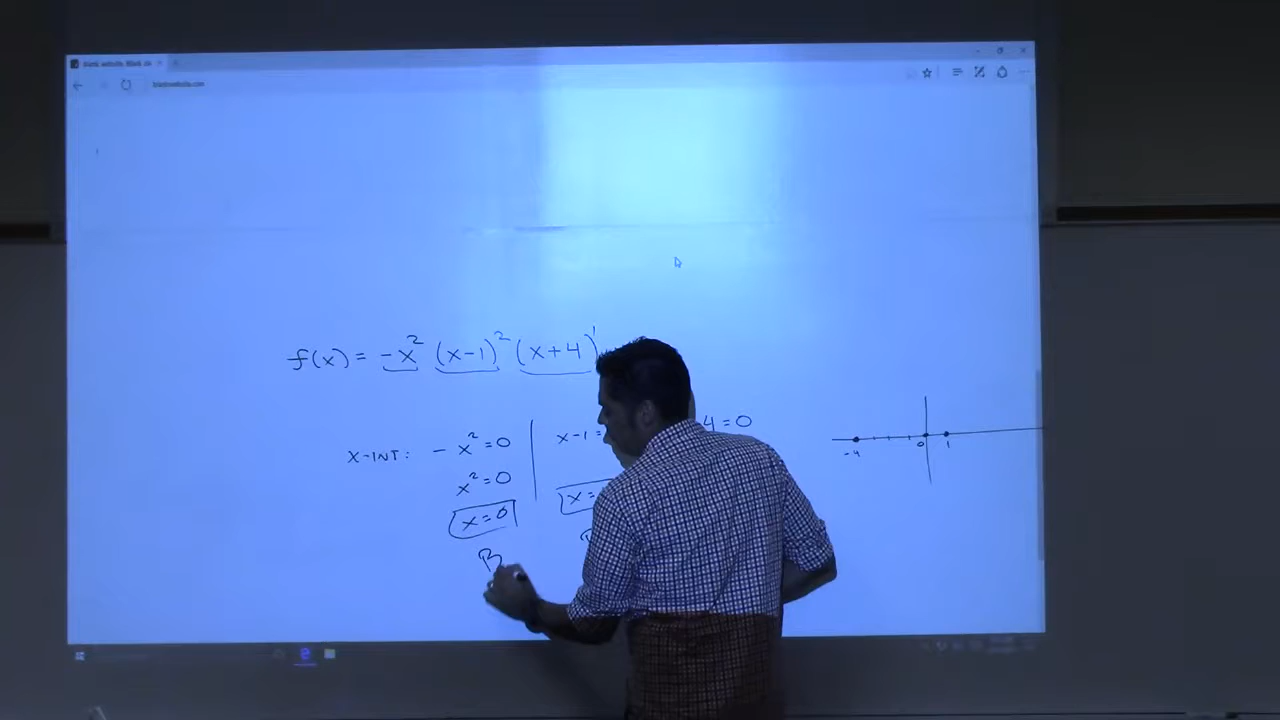 f(x) = -x² (x-1)² (x+4)¹
X-INT: -x²=0
x-1=
4=0
x²=0
x=0
x=
B
-4 0 1